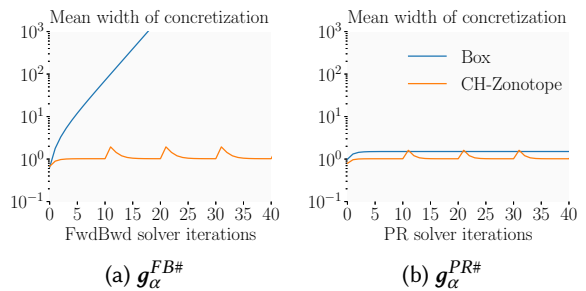 Mean width of concretization
10³
10²
10¹
10⁰
10⁻¹
0 5 10 15 20 25 30 35 40
FwdBwd solver iterations
(a) g_α^{FB#}
Mean width of concretization
10³
10²
10¹
10⁰
10⁻¹
Box
CH-Zonotope
0 5 10 15 20 25 30 35 40
PR solver iterations
(b) g_α^{PR#}